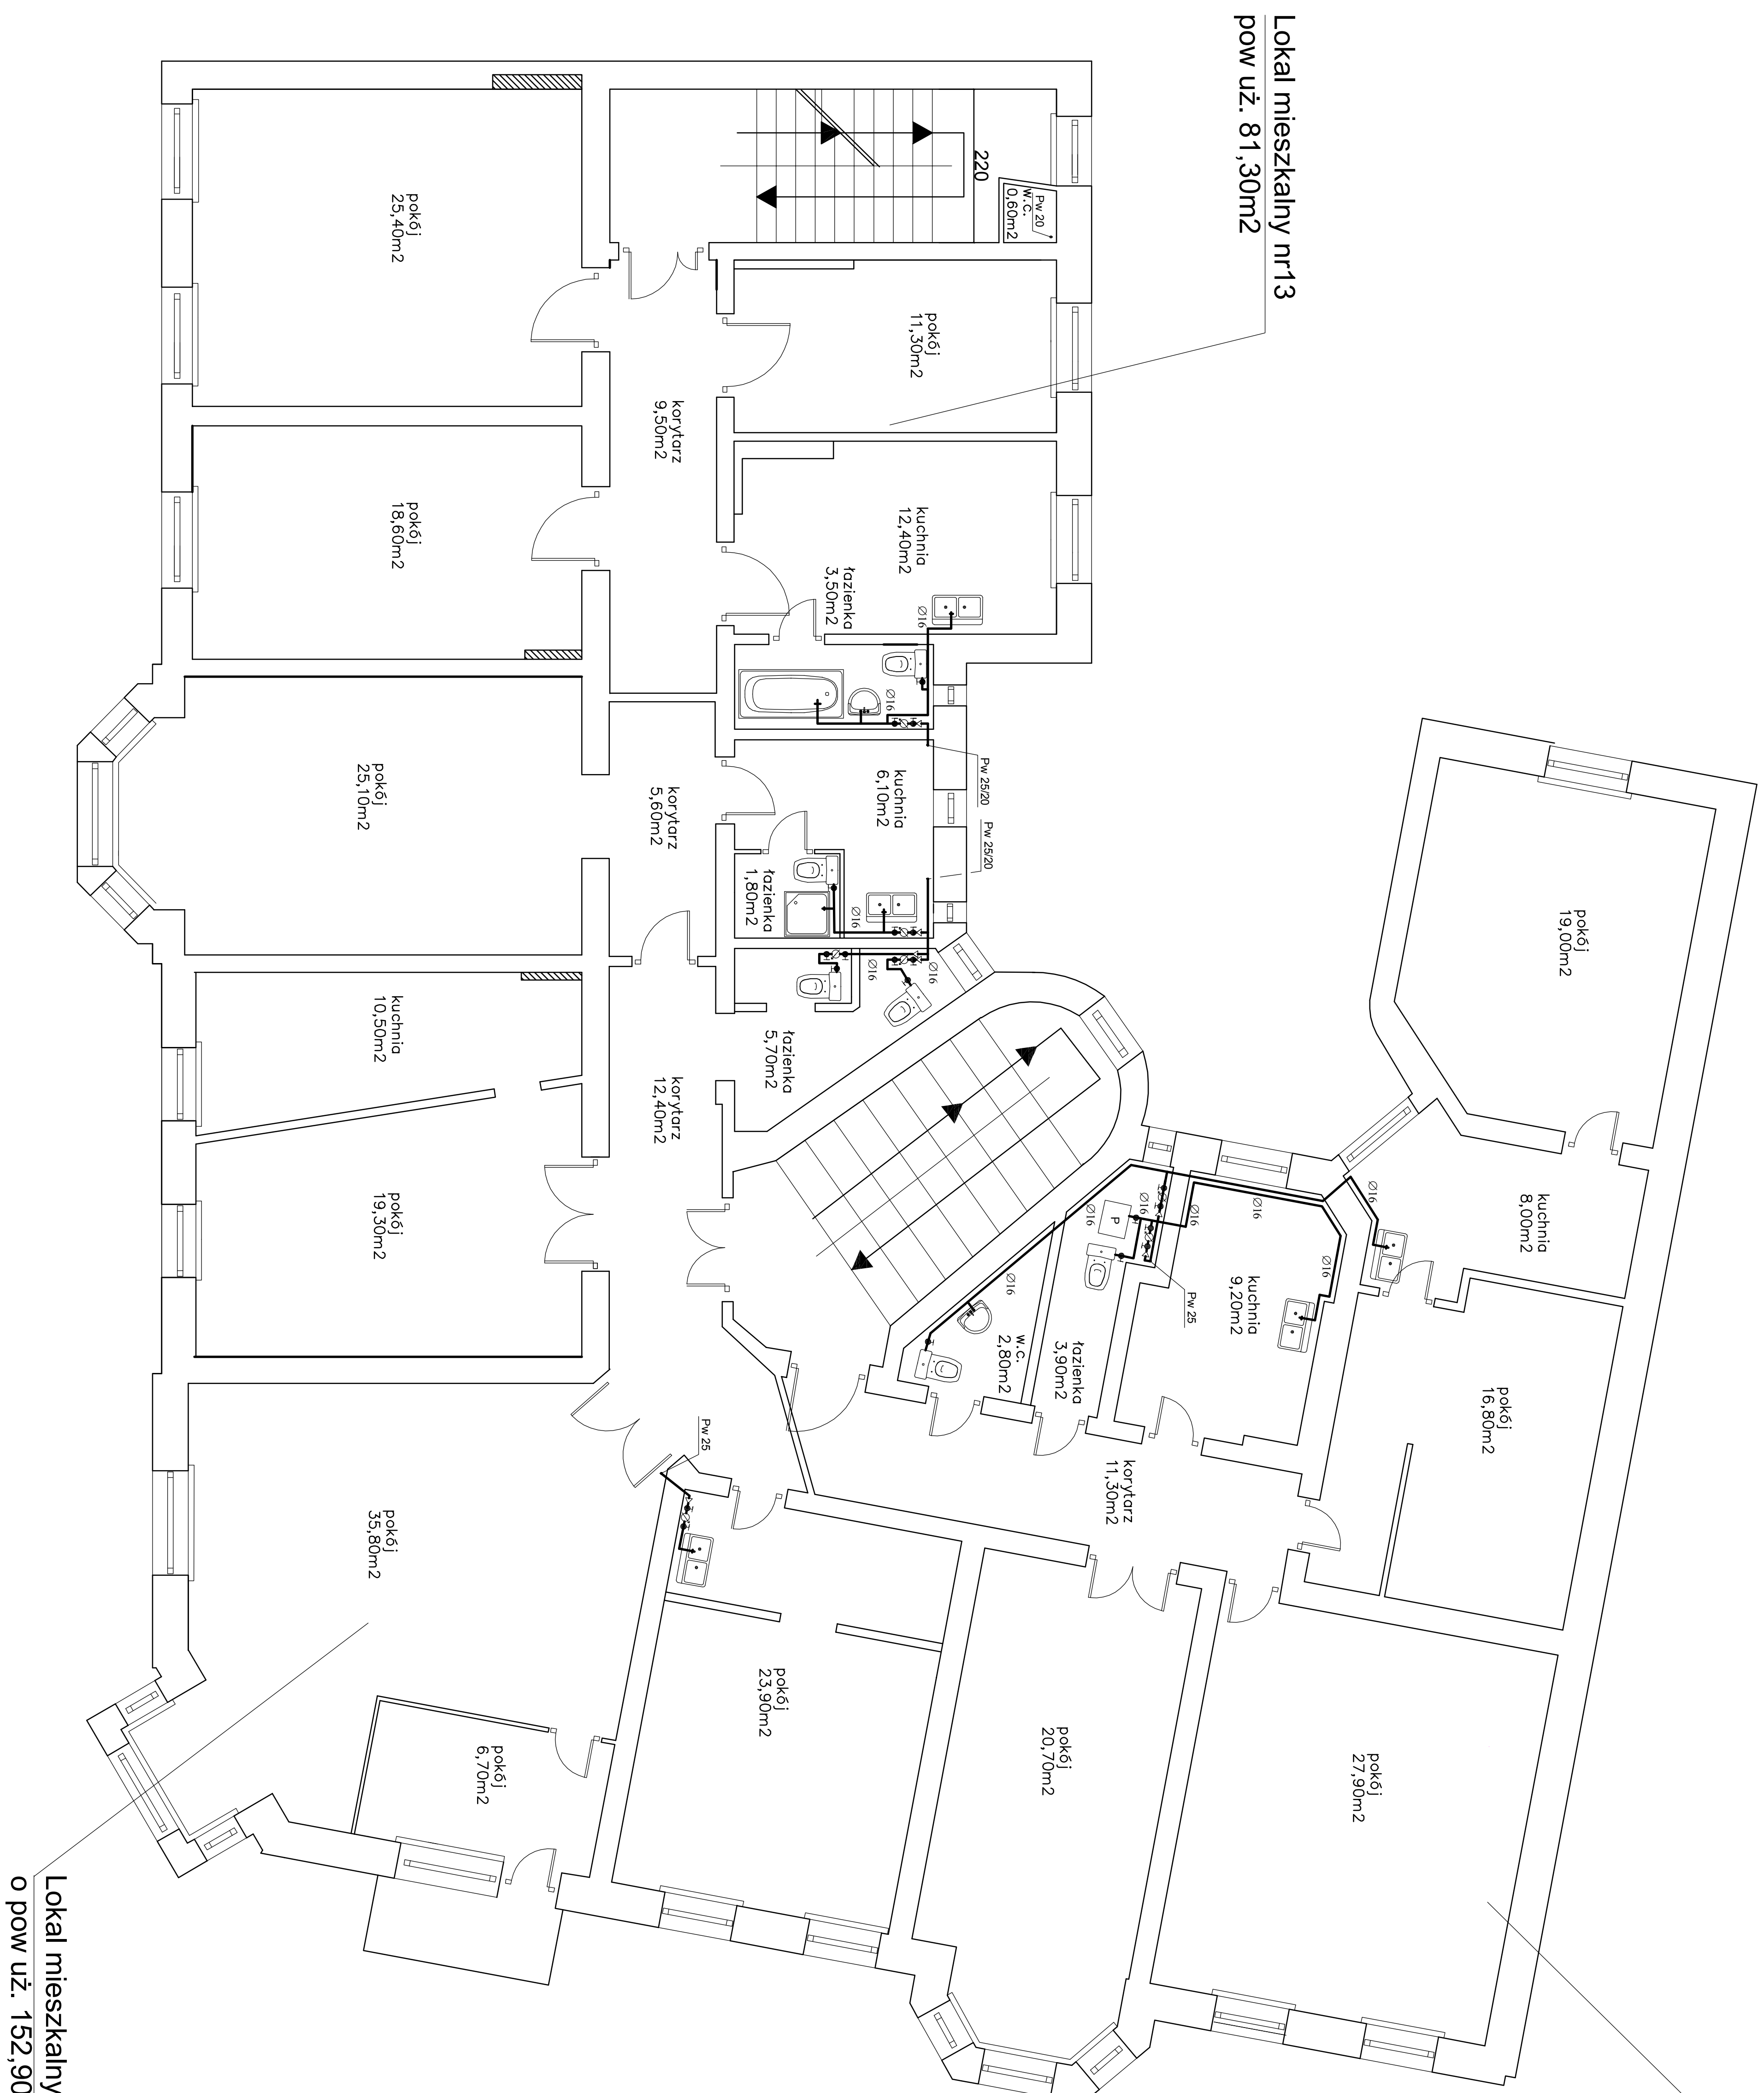 Lokal mieszkalny nr13
pow uż. 81,30m2
220
Pw 20
w.c.
0,60m2
pokój
25,40m2
pokój
11,30m2
korytarz
9,50m2
kuchnia
12,40m2
pokój
18,60m2
łazienka
3,50m2
Ø16
Ø16
Pw 25/20
Pw 25/20
kuchnia
6,10m2
korytarz
5,60m2
pokój
25,10m2
łazienka
1,80m2
Ø16
Ø16
Ø16
łazienka
5,70m2
korytarz
12,40m2
kuchnia
10,50m2
pokój
19,30m2
pokój
19,00m2
kuchnia
8,00m2
Ø16
Ø16
Ø16
Ø16
Ø16
Ø16
P
kuchnia
9,20m2
Pw 25
Ø16
w.c.
2,80m2
łazienka
3,90m2
pokój
16,80m2
korytarz
11,30m2
Pw 25
pokój
35,80m2
pokój
23,90m2
pokój
20,70m2
pokój
27,90m2
pokój
6,70m2
Lokal mieszkalny
o pow uż. 152,90